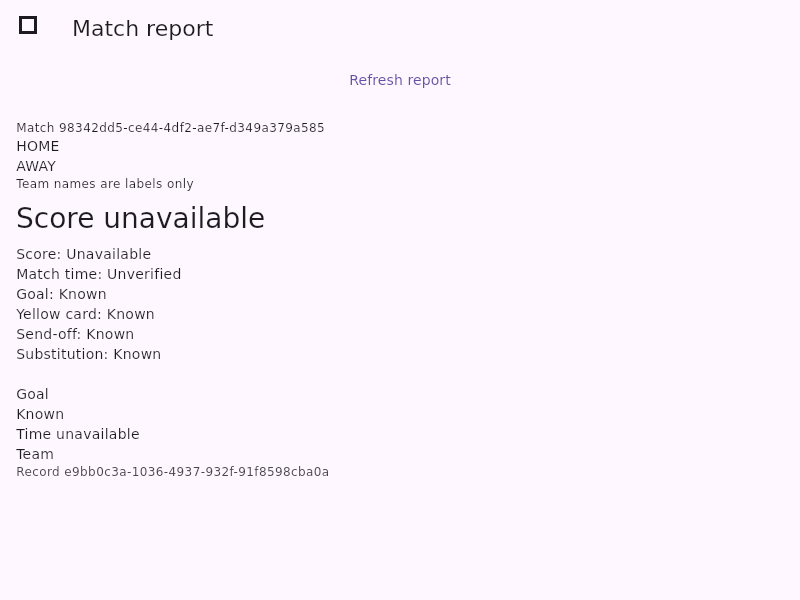 Match report
Refresh report
Match 98342dd5-ce44-4df2-ae7f-d349a379a585
HOME
AWAY
Team names are labels only
Score unavailable
Score: Unavailable
Match time: Unverified
Goal: Known
Yellow card: Known
Send-off: Known
Substitution: Known
Goal
Known
Time unavailable
Team
Record e9bb0c3a-1036-4937-932f-91f8598cba0a